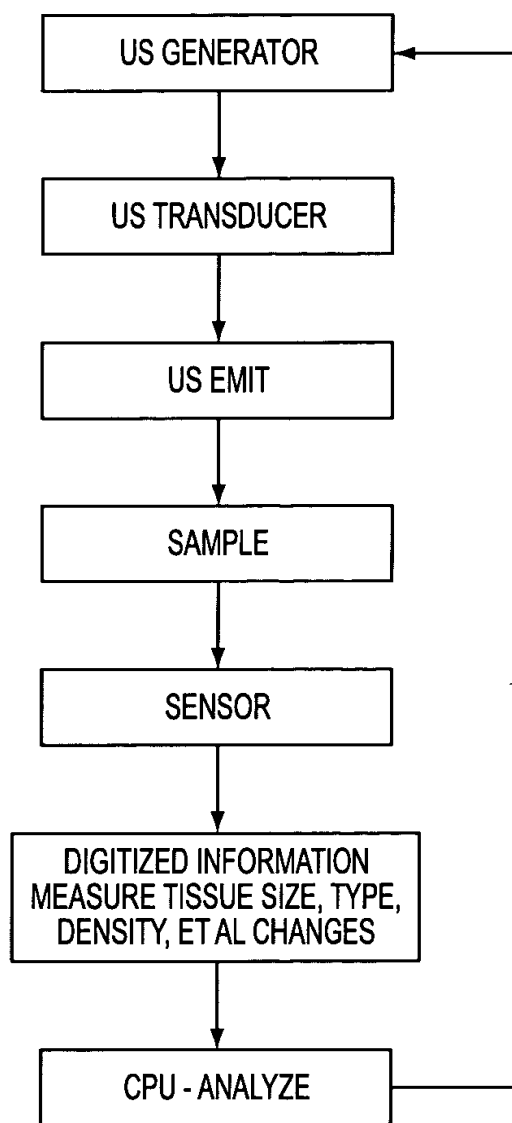 US GENERATOR
US TRANSDUCER
US EMIT
SAMPLE
SENSOR
DIGITIZED INFORMATION
MEASURE TISSUE SIZE, TYPE,
DENSITY, ET AL CHANGES
CPU - ANALYZE